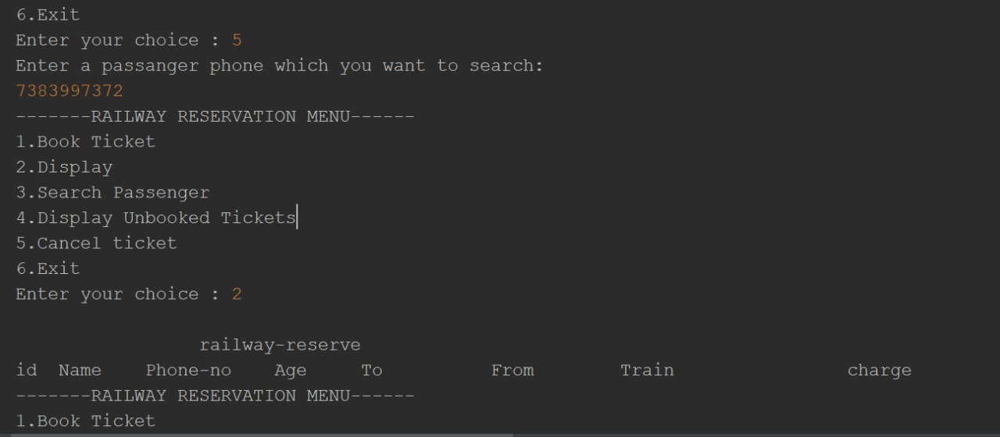 6.Exit
Enter your choice : 5
Enter a passanger phone which you want to search:
7383997372
-------RAILWAY RESERVATION MENU------
1.Book Ticket
2.Display
3.Search Passenger
4.Display Unbooked Tickets
5.Cancel ticket
6.Exit
Enter your choice : 2
railway-reserve
id  Name    Phone-no    Age     To          From        Train                charge
-------RAILWAY RESERVATION MENU------
1.Book Ticket